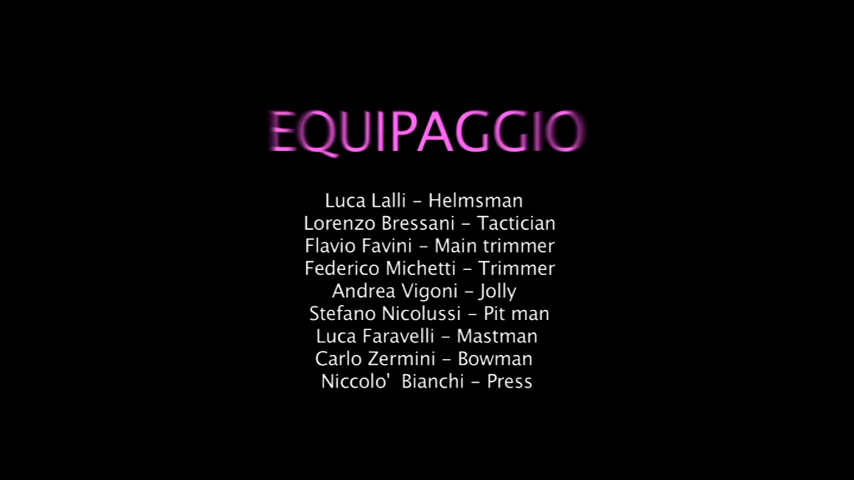 EQUIPAGGIO
Luca Lalli – Helmsman
Lorenzo Bressani – Tactician
Flavio Favini – Main trimmer
Federico Michetti – Trimmer
Andrea Vigoni – Jolly
Stefano Nicolussi – Pit man
Luca Faravelli – Mastman
Carlo Zermini – Bowman
Niccolo'  Bianchi – Press